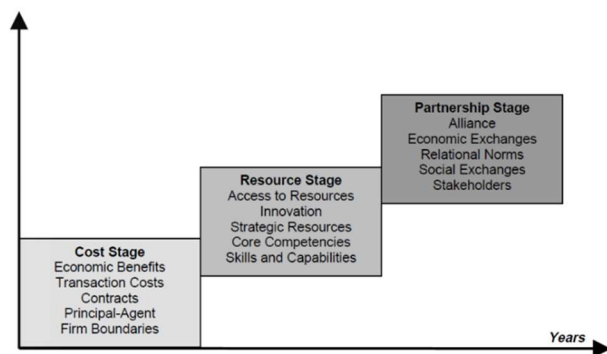 Partnership Stage
Alliance
Economic Exchanges
Relational Norms
Social Exchanges
Stakeholders
Resource Stage
Access to Resources
Innovation
Strategic Resources
Core Competencies
Skills and Capabilities
Cost Stage
Economic Benefits
Transaction Costs
Contracts
Principal-Agent
Firm Boundaries
Years